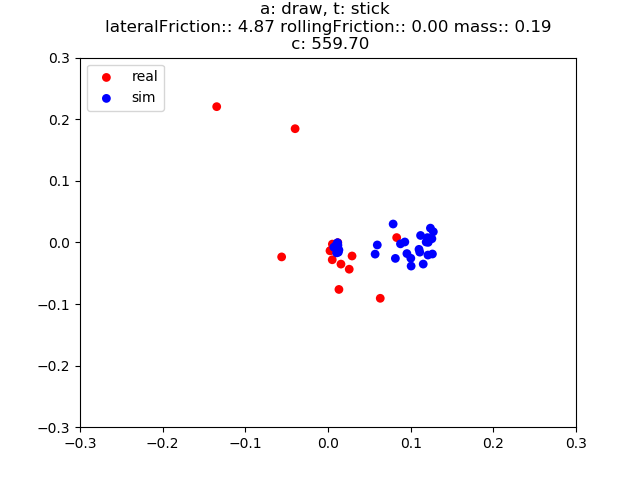 a: draw, t: stick
lateralFriction:: 4.87 rollingFriction:: 0.00 mass:: 0.19
c: 559.70
real
sim
0.3
0.2
0.1
0.0
−0.1
−0.2
−0.3
−0.3 −0.2 −0.1 0.0 0.1 0.2 0.3